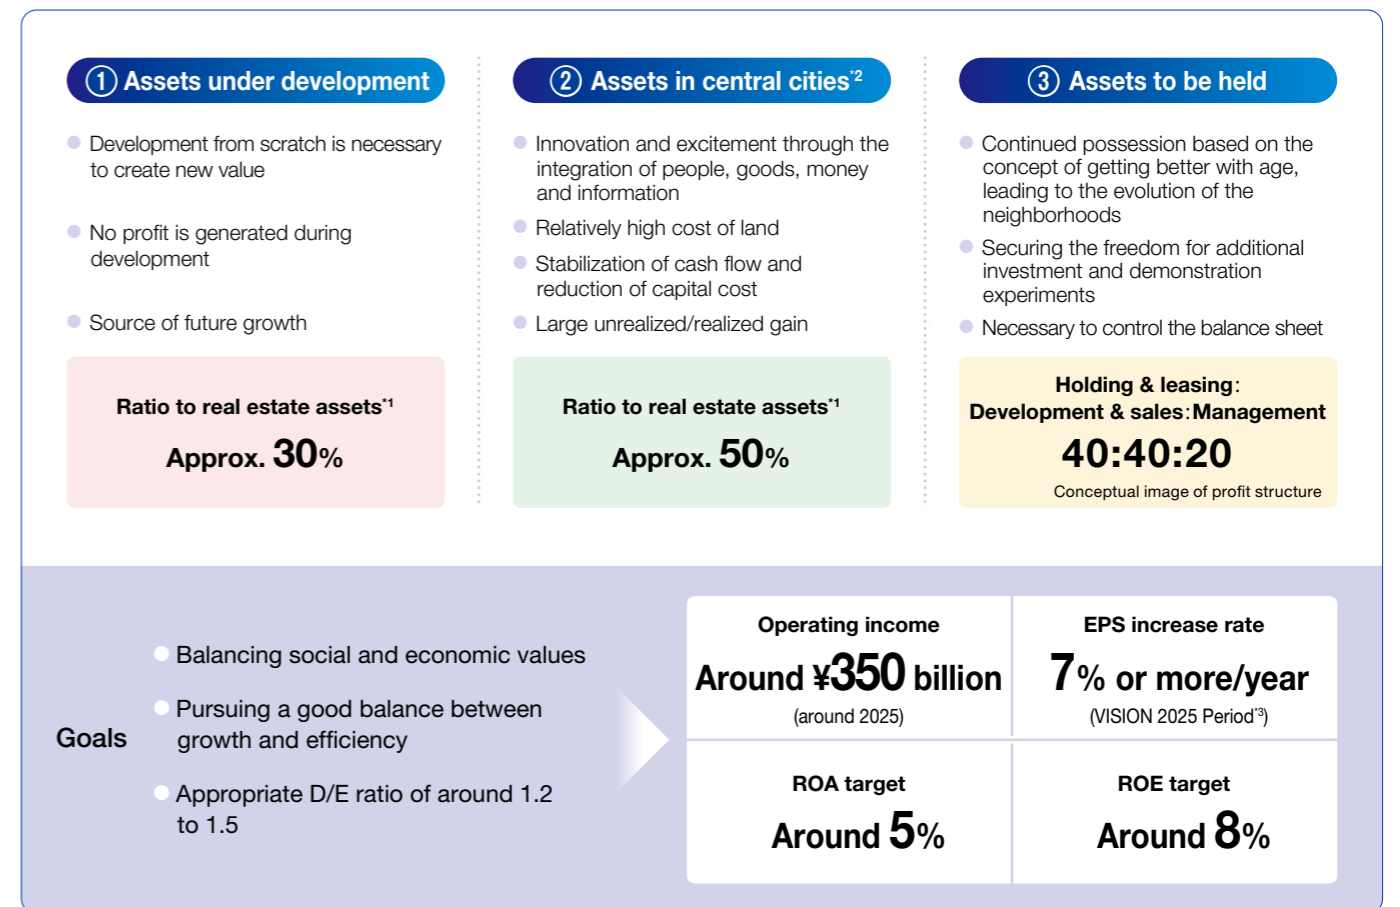 ① Assets under development
Development from scratch is necessary
to create new value
No profit is generated during
development
Source of future growth
Ratio to real estate assets*1
Approx. 30%
② Assets in central cities*2
Innovation and excitement through the
integration of people, goods, money
and information
Relatively high cost of land
Stabilization of cash flow and
reduction of capital cost
Large unrealized/realized gain
Ratio to real estate assets*1
Approx. 50%
③ Assets to be held
Continued possession based on the
concept of getting better with age,
leading to the evolution of the
neighborhoods
Securing the freedom for additional
investment and demonstration
experiments
Necessary to control the balance sheet
Holding & leasing:
Development & sales:Management
40:40:20
Conceptual image of profit structure
Goals
Balancing social and economic values
Pursuing a good balance between
growth and efficiency
Appropriate D/E ratio of around 1.2
to 1.5
Operating income
Around ¥350 billion
(around 2025)
EPS increase rate
7% or more/year
(VISION 2025 Period*3)
ROA target
Around 5%
ROE target
Around 8%